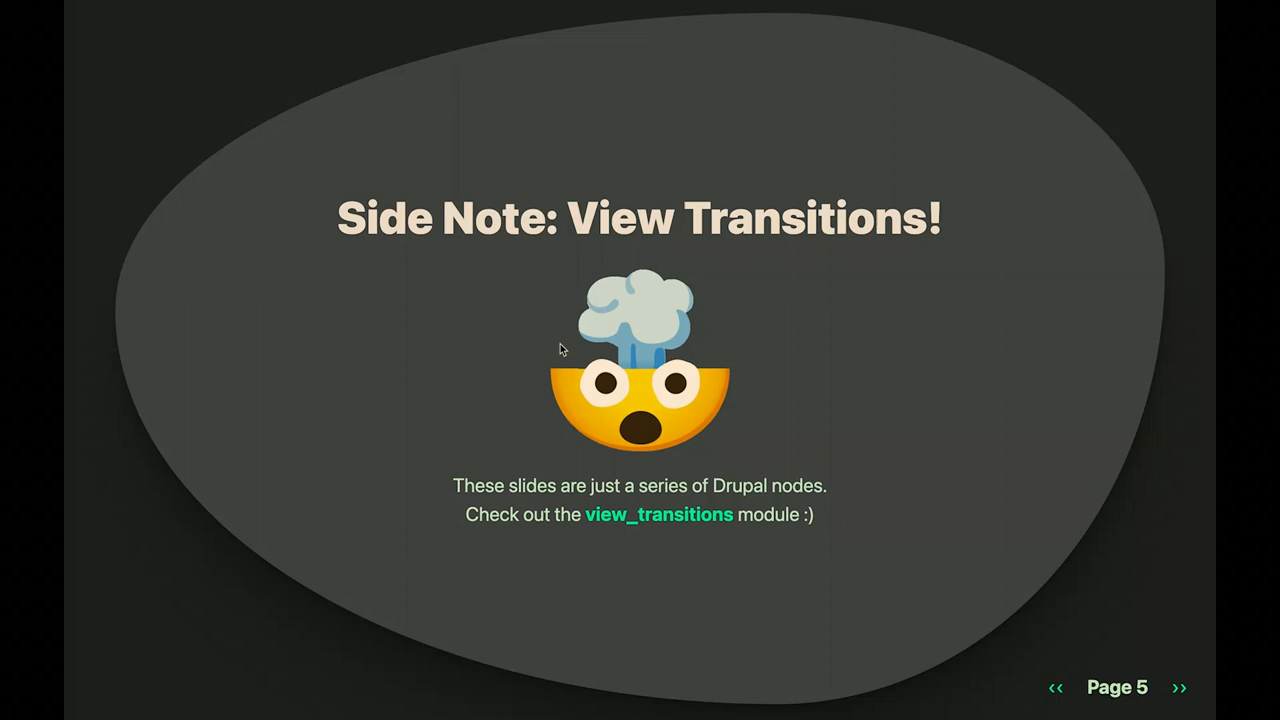 Side Note: View Transitions!
These slides are just a series of Drupal nodes.
Check out the view_transitions module :)
‹‹ Page 5 ››